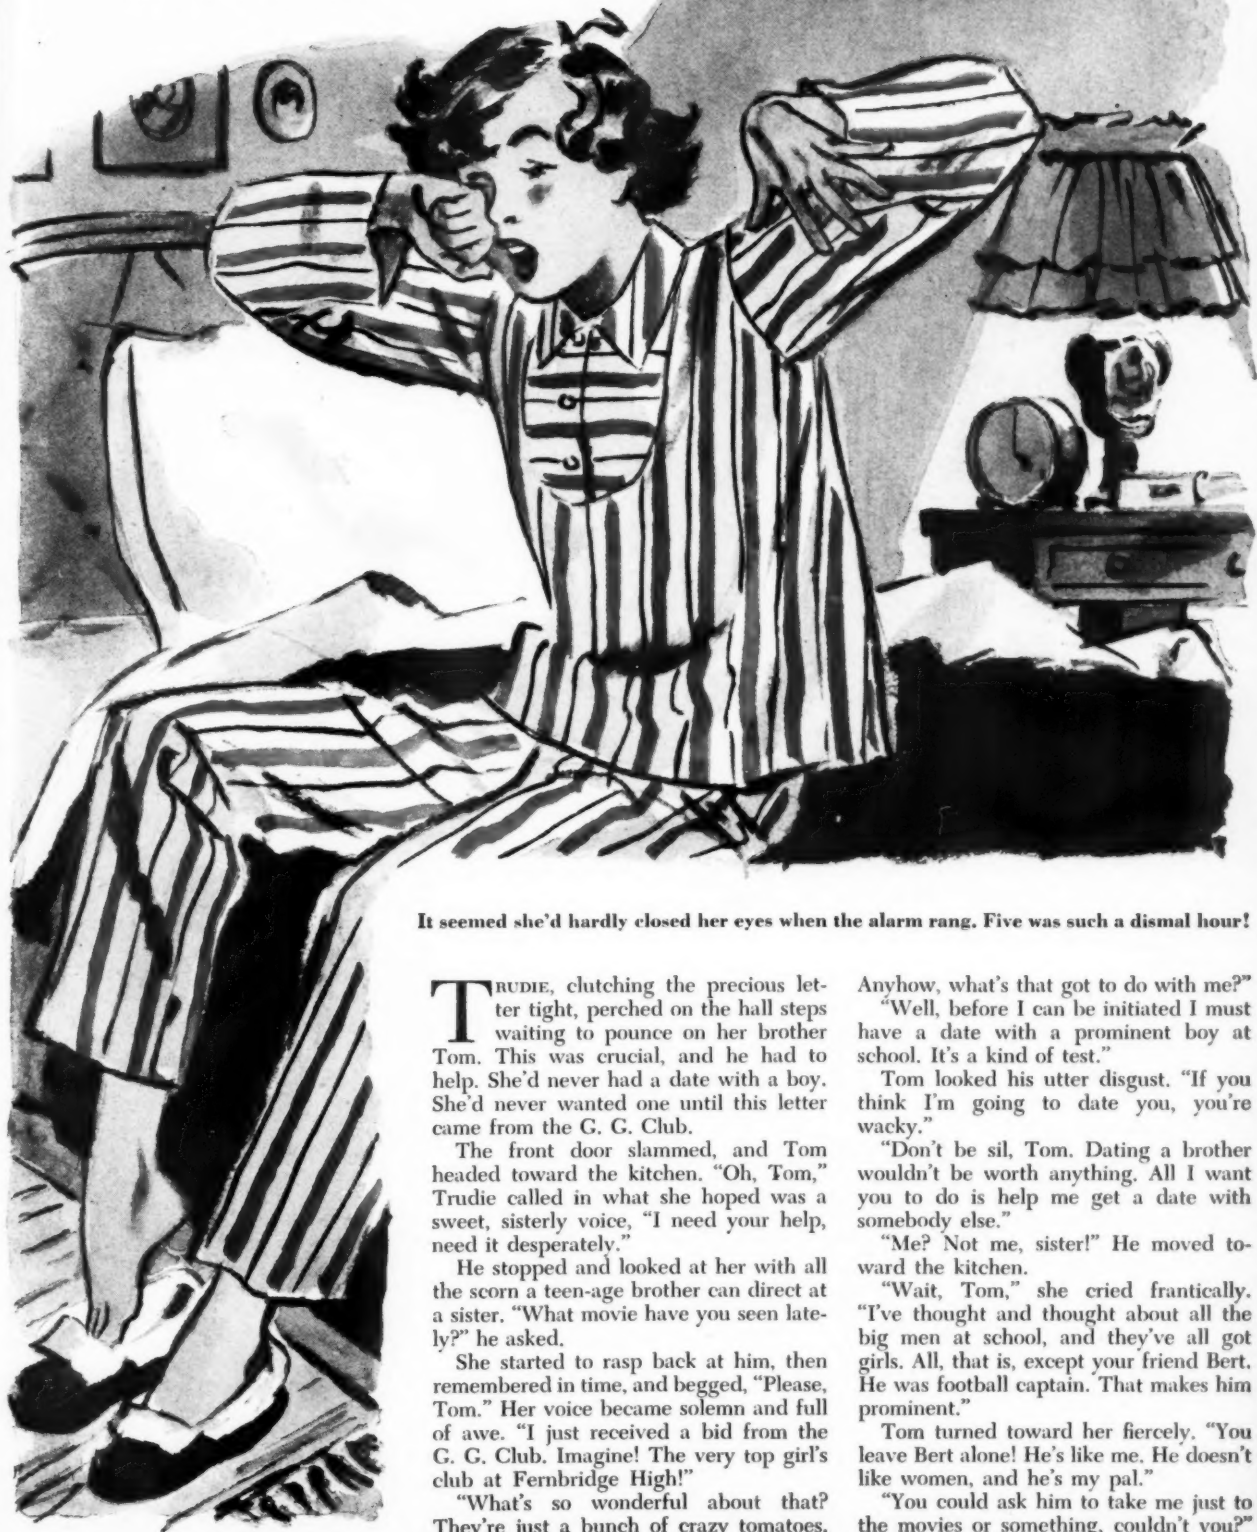 It seemed she'd hardly closed her eyes when the alarm rang. Five was such a dismal hour!
TRUDIE, clutching the precious let-
ter tight, perched on the hall steps
waiting to pounce on her brother
Tom. This was crucial, and he had to
help. She'd never had a date with a boy.
She'd never wanted one until this letter
came from the G. G. Club.
The front door slammed, and Tom
headed toward the kitchen. "Oh, Tom,"
Trudie called in what she hoped was a
sweet, sisterly voice, "I need your help,
need it desperately."
He stopped and looked at her with all
the scorn a teen-age brother can direct at
a sister. "What movie have you seen late-
ly?" he asked.
She started to rasp back at him, then
remembered in time, and begged, "Please,
Tom." Her voice became solemn and full
of awe. "I just received a bid from the
G. G. Club. Imagine! The very top girl's
club at Fernbridge High!"
"What's so wonderful about that?
They're just a bunch of crazy tomatoes.
Anyhow, what's that got to do with me?"
"Well, before I can be initiated I must
have a date with a prominent boy at
school. It's a kind of test."
Tom looked his utter disgust. "If you
think I'm going to date you, you're
wacky."
"Don't be sil, Tom. Dating a brother
wouldn't be worth anything. All I want
you to do is help me get a date with
somebody else."
"Me? Not me, sister!" He moved to-
ward the kitchen.
"Wait, Tom," she cried frantically.
"I've thought and thought about all the
big men at school, and they've all got
girls. All, that is, except your friend Bert.
He was football captain. That makes him
prominent."
Tom turned toward her fiercely. "You
leave Bert alone! He's like me. He doesn't
like women, and he's my pal."
"You could ask him to take me just to
the movies or something, couldn't you?"